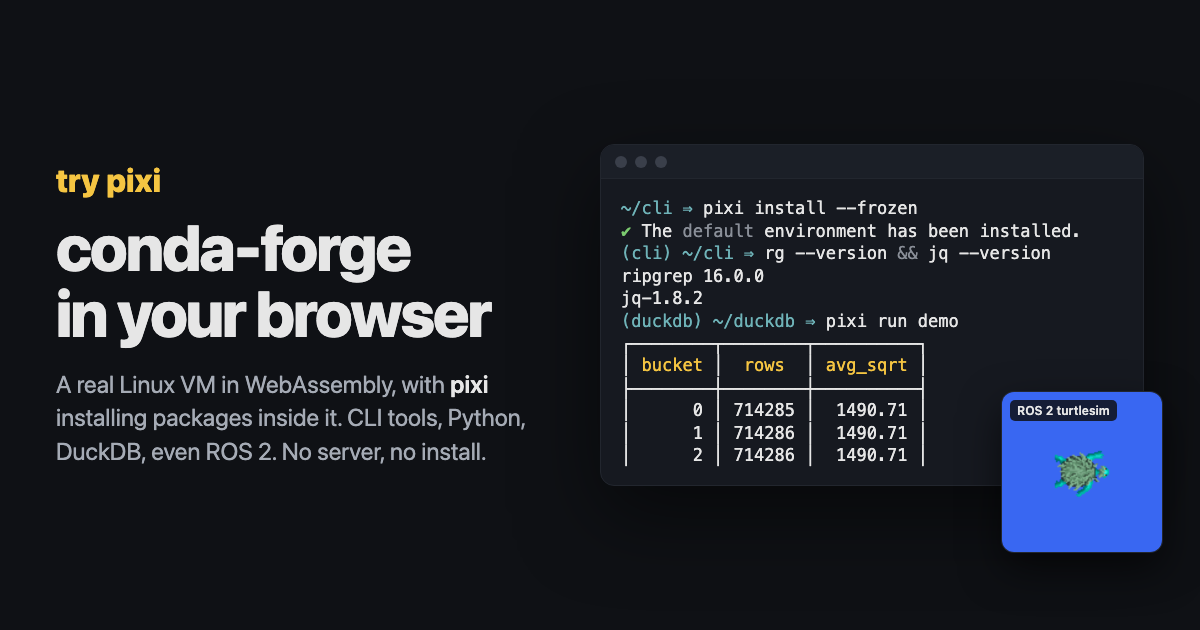 try pixi
conda-forge
in your browser
A real Linux VM in WebAssembly, with pixi
installing packages inside it. CLI tools, Python,
DuckDB, even ROS 2. No server, no install.
~/cli ⇒ pixi install --frozen
✔ The default environment has been installed.
(cli) ~/cli ⇒ rg --version && jq --version
ripgrep 16.0.0
jq-1.8.2
(duckdb) ~/duckdb ⇒ pixi run demo
bucket │ rows │ avg_sqrt
0 │ 714285 │ 1490.71
1 │ 714286 │ 1490.71
2 │ 714286 │ 1490.71
ROS 2 turtlesim